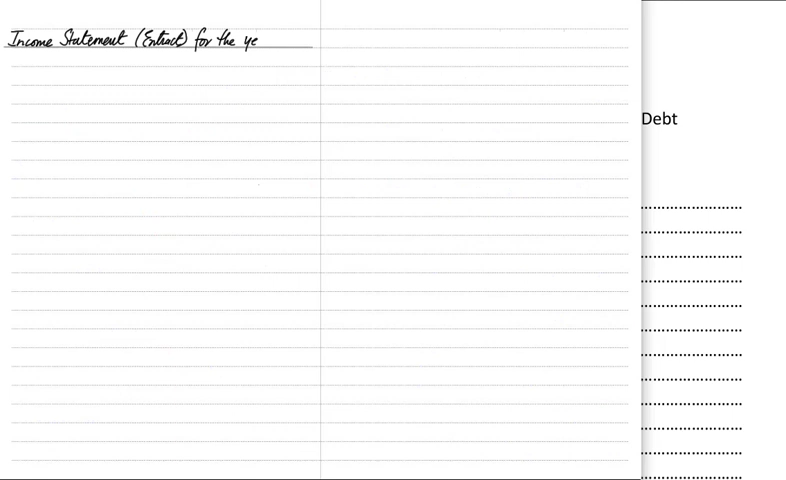 Income Statement (Extract) for the ye
Debt